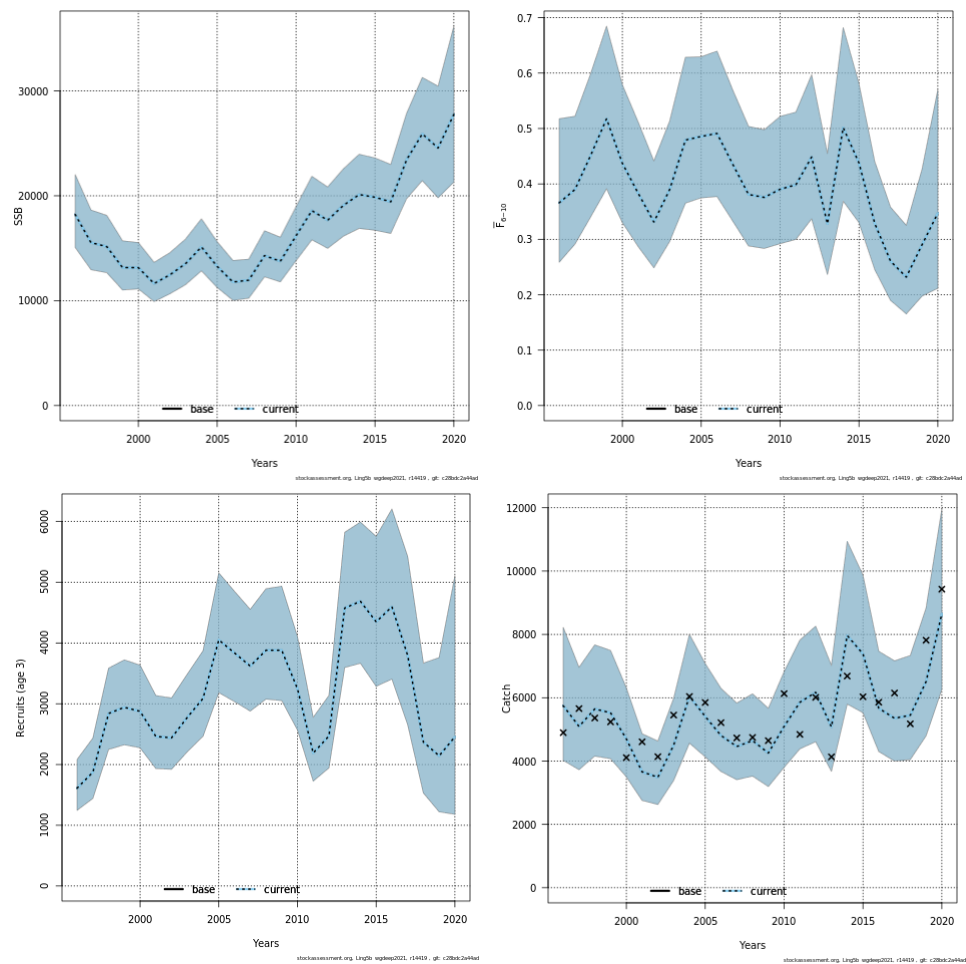 SSB
30000
20000
10000
0
base current
2000 2005 2010 2015 2020
Years
stockassessment.org, Ling5b_wgdeep2021, r14419 , git: c28bdc2a44ad
F̅6−10
0.7
0.6
0.5
0.4
0.3
0.2
0.1
0.0
base current
2000 2005 2010 2015 2020
Years
stockassessment.org, Ling5b_wgdeep2021, r14419 , git: c28bdc2a44ad
Recruits (age 3)
6000
5000
4000
3000
2000
1000
0
base current
2000 2005 2010 2015 2020
Years
stockassessment.org, Ling5b_wgdeep2021, r14419 , git: c28bdc2a44ad
Catch
12000
10000
8000
6000
4000
2000
0
base current
2000 2005 2010 2015 2020
Years
stockassessment.org, Ling5b_wgdeep2021, r14419 , git: c28bdc2a44ad